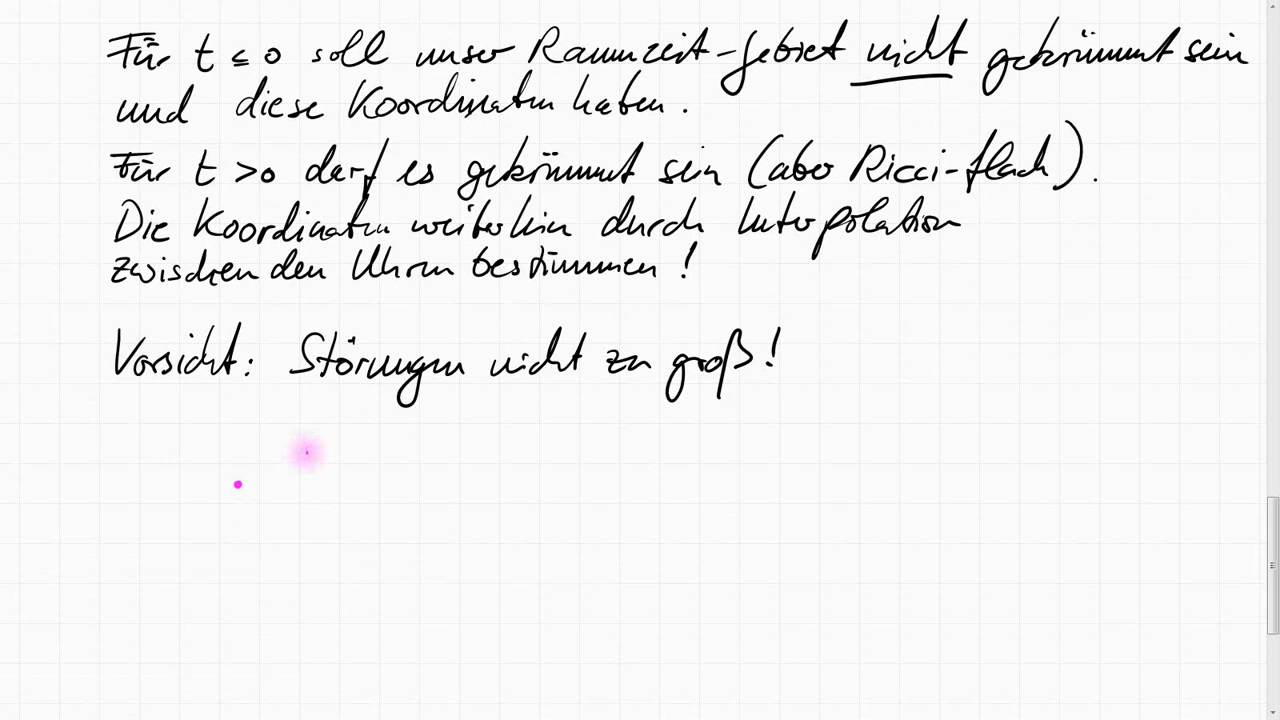 Für t ≤ 0 soll unser Raumzeit-Gebiet nicht gekrümmt sein
und diese Koordinaten haben.
Für t > 0 darf es gekrümmt sein (aber Ricci-flach).
Die Koordinaten weiterhin durch Interpolation
zwischen den Uhren bestimmen!
Vorsicht: Störungen nicht zu groß!